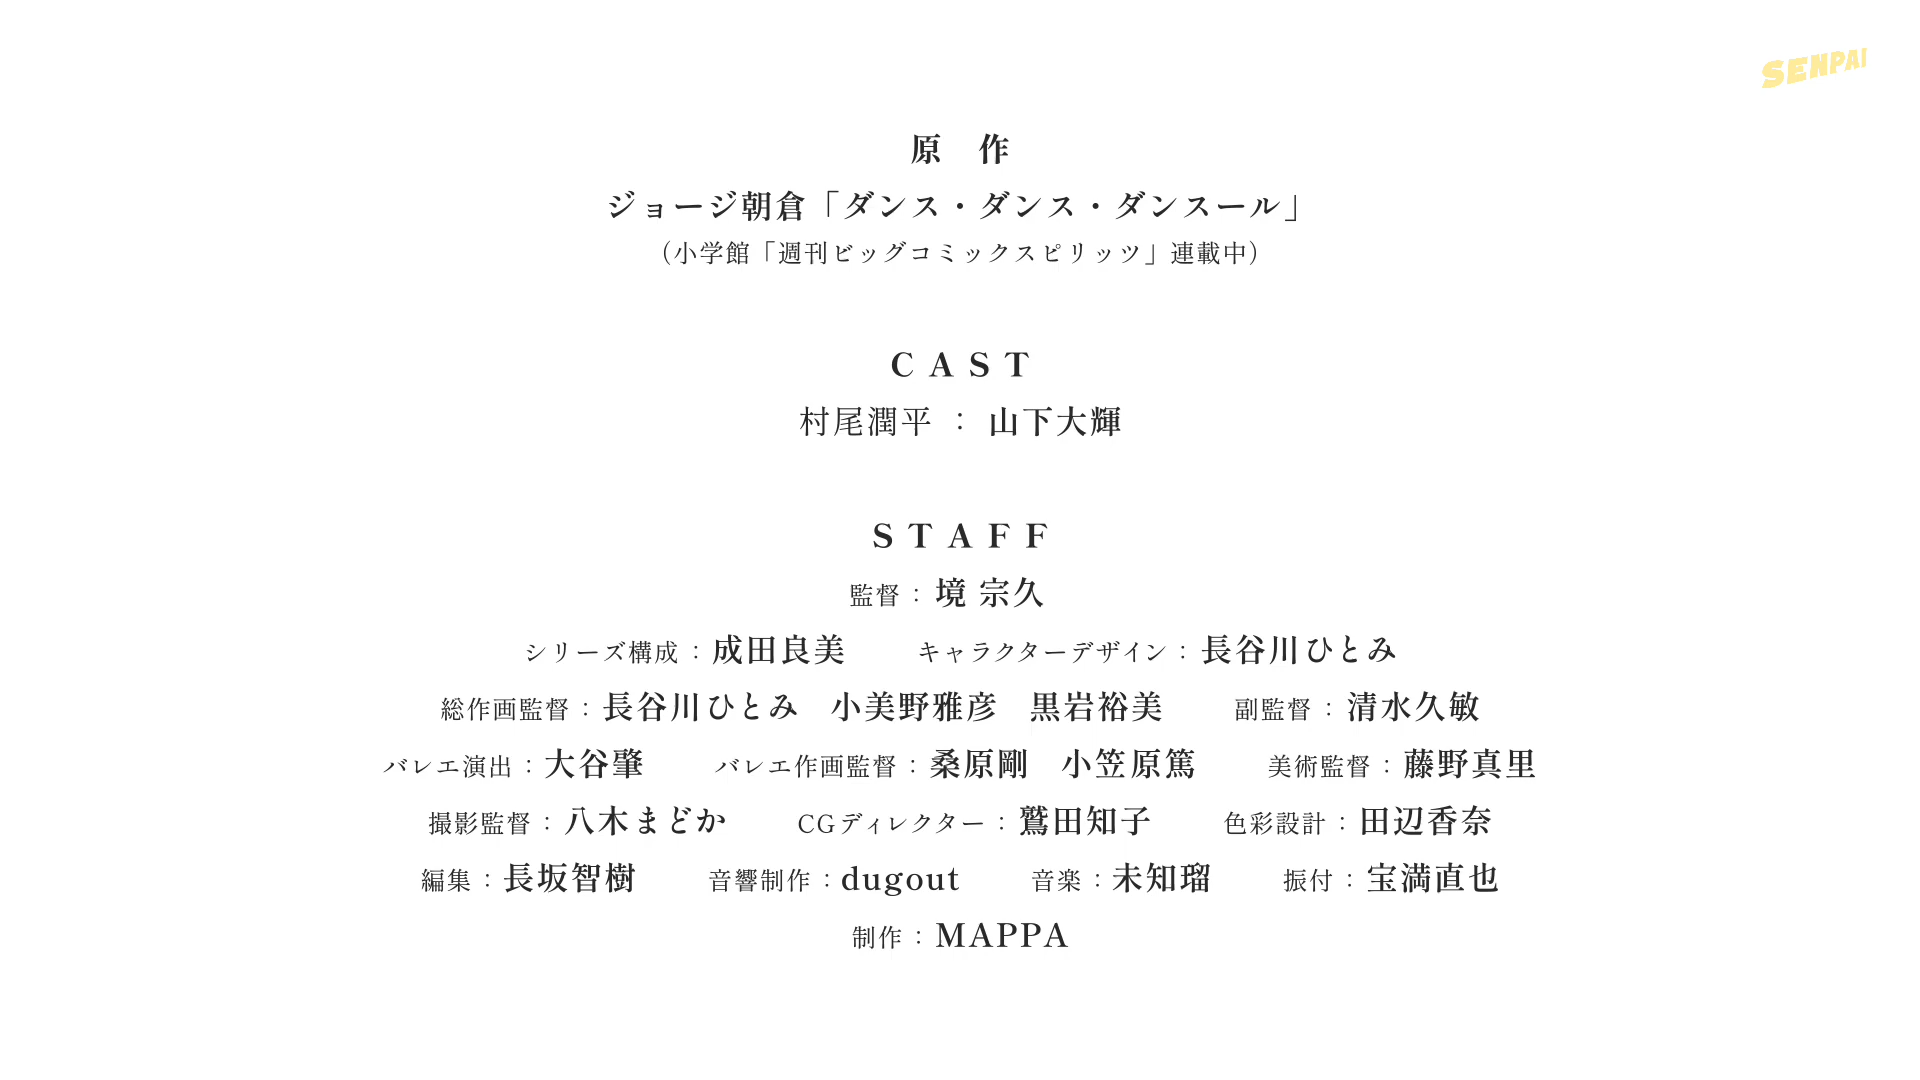 SENPAI
原 作
ジョージ朝倉「ダンス・ダンス・ダンスール」
（小学館「週刊ビッグコミックスピリッツ」連載中）
CAST
村尾潤平 ： 山下大輝
STAFF
監督：境 宗久
シリーズ構成：成田良美　キャラクターデザイン：長谷川ひとみ
総作画監督：長谷川ひとみ　小美野雅彦　黒岩裕美　副監督：清水久敏
バレエ演出：大谷肇　バレエ作画監督：桑原剛　小笠原篤　美術監督：藤野真里
撮影監督：八木まどか　CGディレクター：鷲田知子　色彩設計：田辺香奈
編集：長坂智樹　音響制作：dugout　音楽：未知瑠　振付：宝満直也
制作：MAPPA